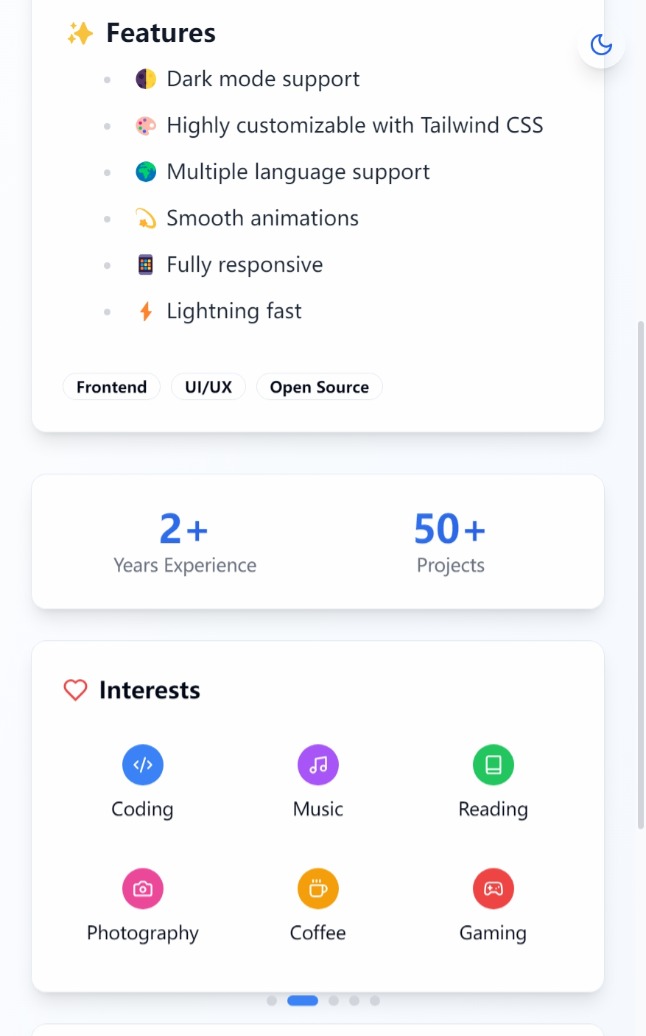 Features
Dark mode support
Highly customizable with Tailwind CSS
Multiple language support
Smooth animations
Fully responsive
Lightning fast
Frontend UI/UX Open Source
2+ 50+
Years Experience Projects
Interests
Coding Music Reading
Photography Coffee Gaming